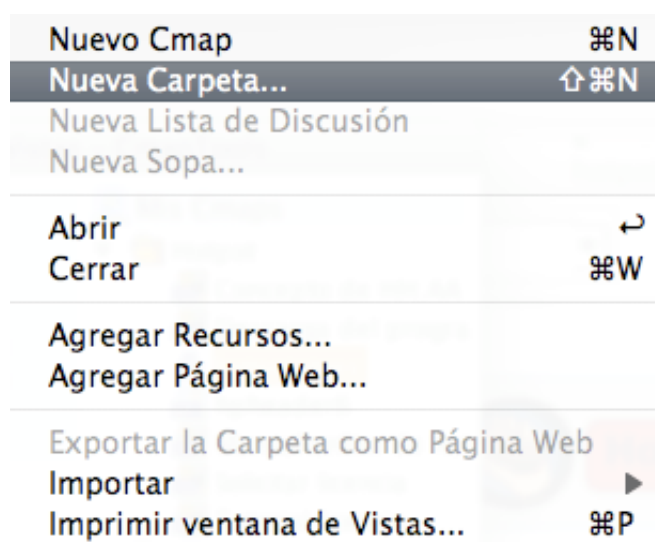 Nuevo Cmap ⌘N
Nueva Carpeta... ⇧⌘N
Nueva Lista de Discusión
Nueva Sopa...
Abrir ↩
Cerrar ⌘W
Agregar Recursos...
Agregar Página Web...
Exportar la Carpeta como Página Web
Importar ▶
Imprimir ventana de Vistas... ⌘P